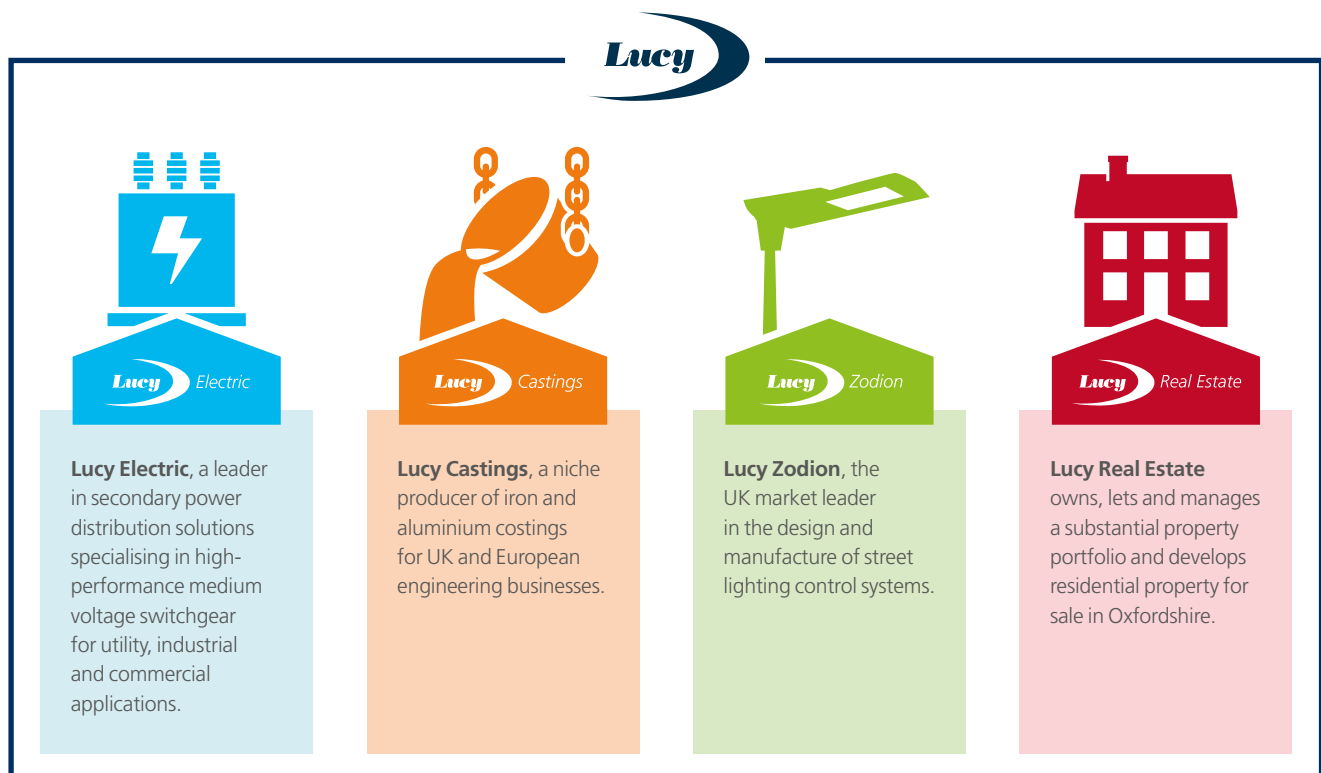 Lucy
Lucy Electric
Lucy Electric, a leader
in secondary power
distribution solutions
specialising in high-
performance medium
voltage switchgear
for utility, industrial
and commercial
applications.
Lucy Castings
Lucy Castings, a niche
producer of iron and
aluminium costings
for UK and European
engineering businesses.
Lucy Zodion
Lucy Zodion, the
UK market leader
in the design and
manufacture of street
lighting control systems.
Lucy Real Estate
Lucy Real Estate
owns, lets and manages
a substantial property
portfolio and develops
residential property for
sale in Oxfordshire.